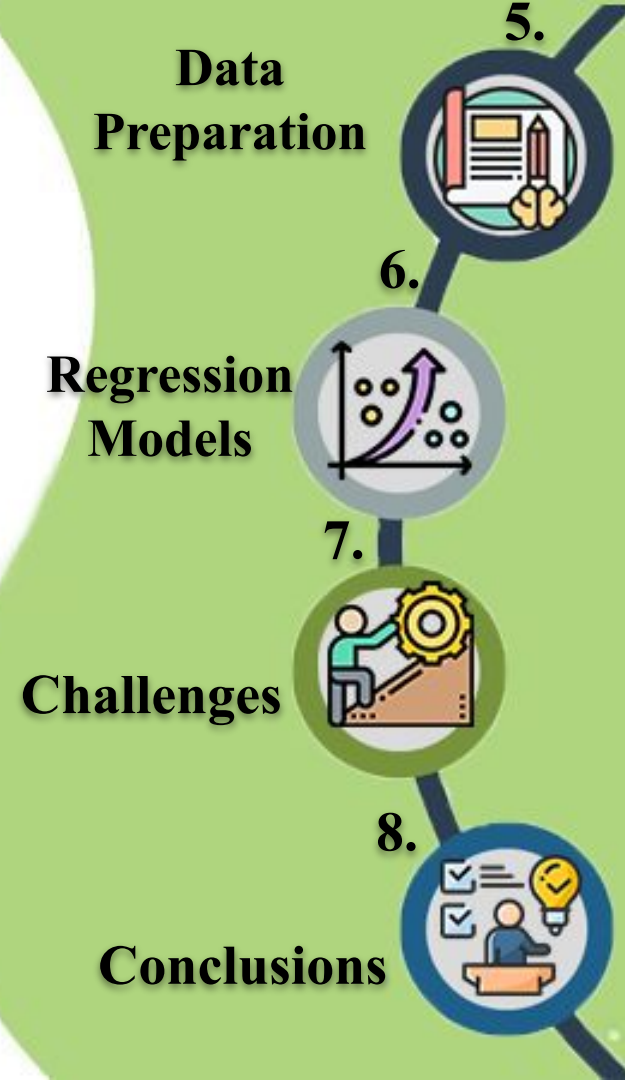 5.
Data
Preparation
6.
Regression
Models
7.
Challenges
8.
Conclusions